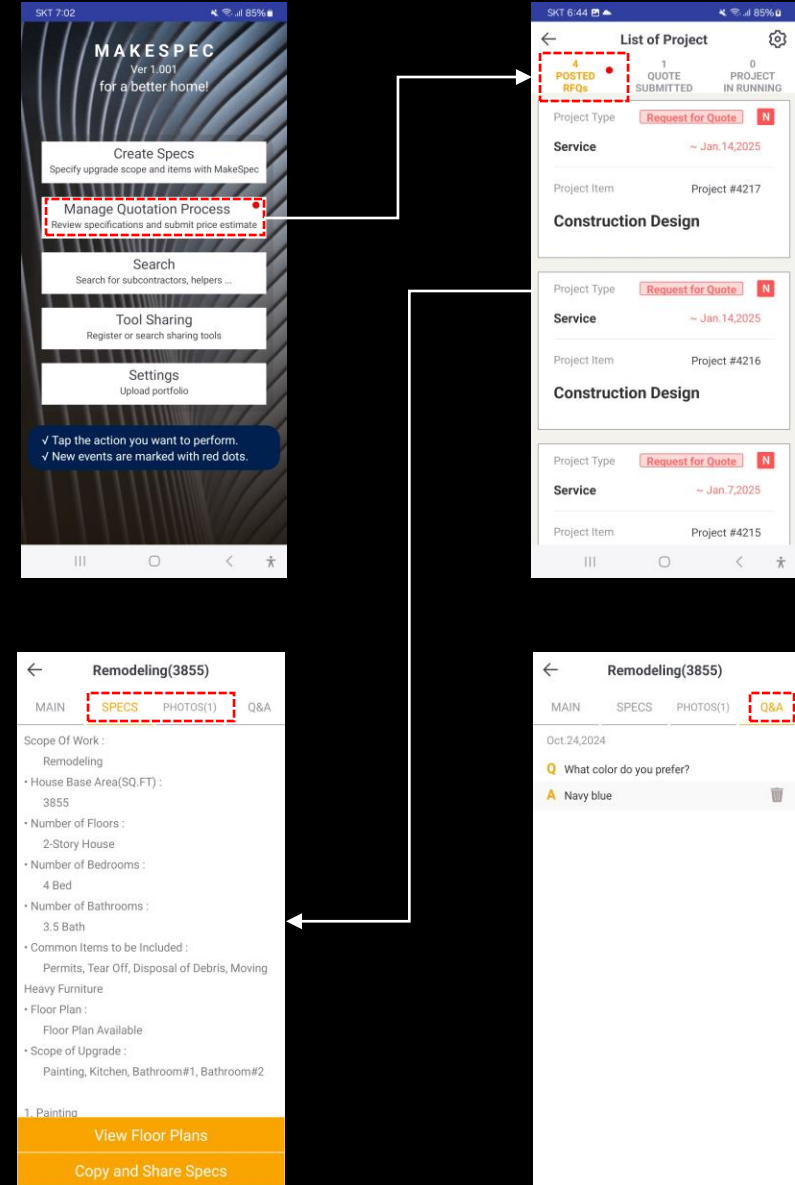 SKT 7:02
85%
MAKESPEC
Ver 1.001
for a better home!
Create Specs
Specify upgrade scope and items with MakeSpec
Manage Quotation Process
Review specifications and submit price estimate
Search
Search for subcontractors, helpers ...
Tool Sharing
Register or search sharing tools
Settings
Upload portfolio
√ Tap the action you want to perform.
√ New events are marked with red dots.
SKT 6:44
85%
List of Project
4 1 0
POSTED QUOTE PROJECT
RFQs SUBMITTED IN RUNNING
Project Type Request for Quote N
Service ~ Jan.14,2025
Project Item Project #4217
Construction Design
Project Type Request for Quote N
Service ~ Jan.14,2025
Project Item Project #4216
Construction Design
Project Type Request for Quote N
Service ~ Jan.7,2025
Project Item Project #4215
Remodeling(3855)
MAIN SPECS PHOTOS(1) Q&A
Scope Of Work :
Remodeling
• House Base Area(SQ.FT) :
3855
• Number of Floors :
2-Story House
• Number of Bedrooms :
4 Bed
• Number of Bathrooms :
3.5 Bath
• Common Items to be Included :
Permits, Tear Off, Disposal of Debris, Moving
Heavy Furniture
• Floor Plan :
Floor Plan Available
• Scope of Upgrade :
Painting, Kitchen, Bathroom#1, Bathroom#2
1. Painting
View Floor Plans
Copy and Share Specs
Remodeling(3855)
MAIN SPECS PHOTOS(1) Q&A
Oct.24,2024
Q What color do you prefer?
A Navy blue